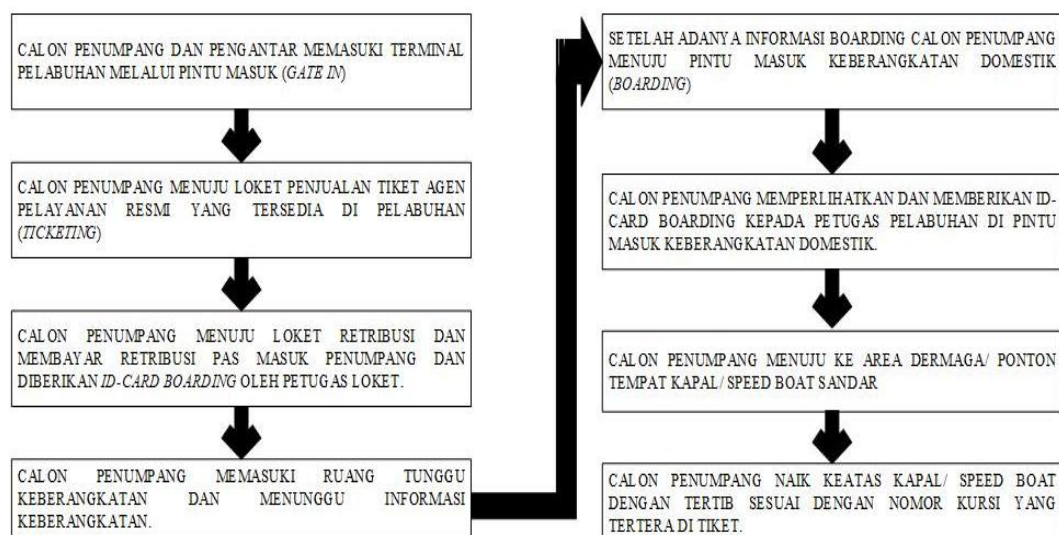 CALON PENUMPANG DAN PENGANTAR MEMASUKI TERMINAL
PELABUHAN MELALUI PINTU MASUK (GATE IN)
CALON PENUMPANG MENUJU LOKET PENJUALAN TIKET AGEN
PELAYANAN RESMI YANG TERSEDIA DI PELABUHAN
(TICKETING)
CALON PENUMPANG MENUJU LOKET RETRIBUSI DAN
MEMBAYAR RETRIBUSI PAS MASUK PENUMPANG DAN
DIBERIKAN ID-CARD BOARDING OLEH PETUGAS LOKET.
CALON PENUMPANG MEMASUKI RUANG TUNGGU
KEBERANGKATAN DAN MENUNGGU INFORMASI
KEBERANGKATAN.
SETELAH ADANYA INFORMASI BOARDING CALON PENUMPANG
MENUJU PINTU MASUK KEBERANGKATAN DOMESTIK
(BOARDING)
CALON PENUMPANG MEMPERLIHATKAN DAN MEMBERIKAN ID-
CARD BOARDING KEPADA PETUGAS PELABUHAN DI PINTU
MASUK KEBERANGKATAN DOMESTIK.
CALON PENUMPANG MENUJU KE AREA DERMAGA/ PONTON
TEMPAT KAPAL/ SPEED BOAT SANDAR
CALON PENUMPANG NAIK KEATAS KAPAL/ SPEED BOAT
DENGAN TERTIB SESUAI DENGAN NOMOR KURSI YANG
TERTERA DI TIKET.